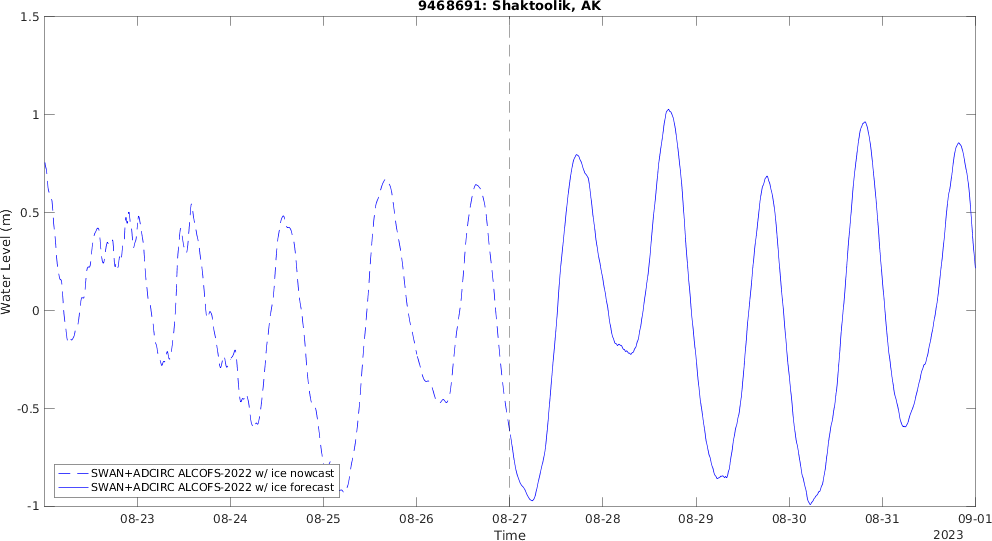 9468691: Shaktoolik, AK
1.5
1
0.5
0
-0.5
-1
Water Level (m)
SWAN+ADCIRC ALCOFS-2022 w/ ice nowcast
SWAN+ADCIRC ALCOFS-2022 w/ ice forecast
08-23 08-24 08-25 08-26 08-27 08-28 08-29 08-30 08-31 09-01
Time
2023